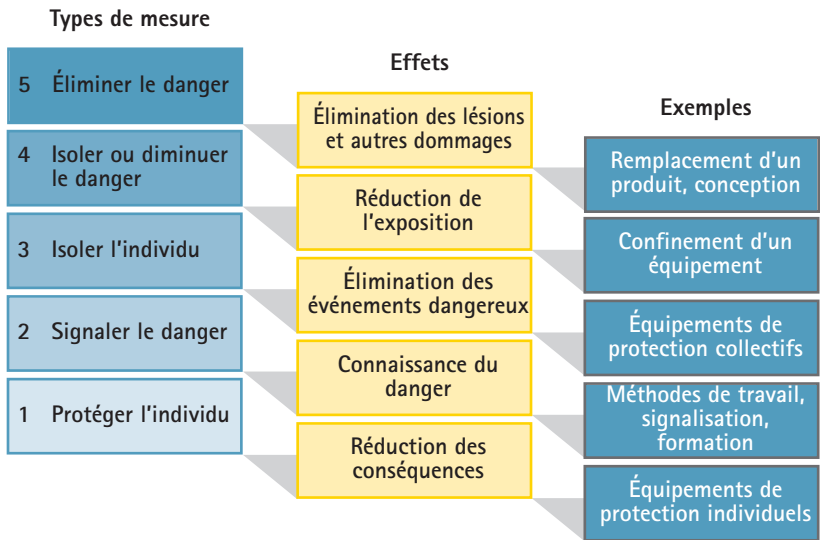 Types de mesure
5 Éliminer le danger
4 Isoler ou diminuer
le danger
3 Isoler l'individu
2 Signaler le danger
1 Protéger l'individu
Effets
Élimination des lésions
et autres dommages
Réduction de
l'exposition
Élimination des
événements dangereux
Connaissance du
danger
Réduction des
conséquences
Exemples
Remplacement d'un
produit, conception
Confinement d'un
équipement
Équipements de
protection collectifs
Méthodes de travail,
signalisation,
formation
Équipements de
protection individuels